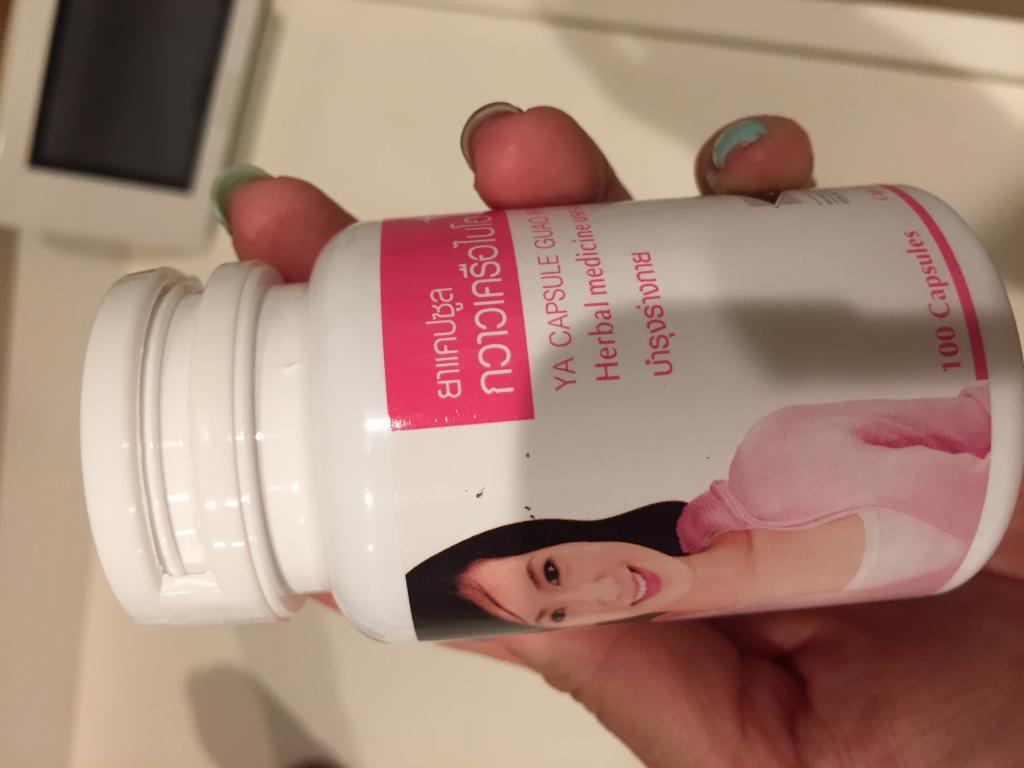 ยาแคปซูล
กวาวเครือไบโอ
YA CAPSULE GUAO
Herbal medicine use
บำรุงร่างกาย
100 Capsules